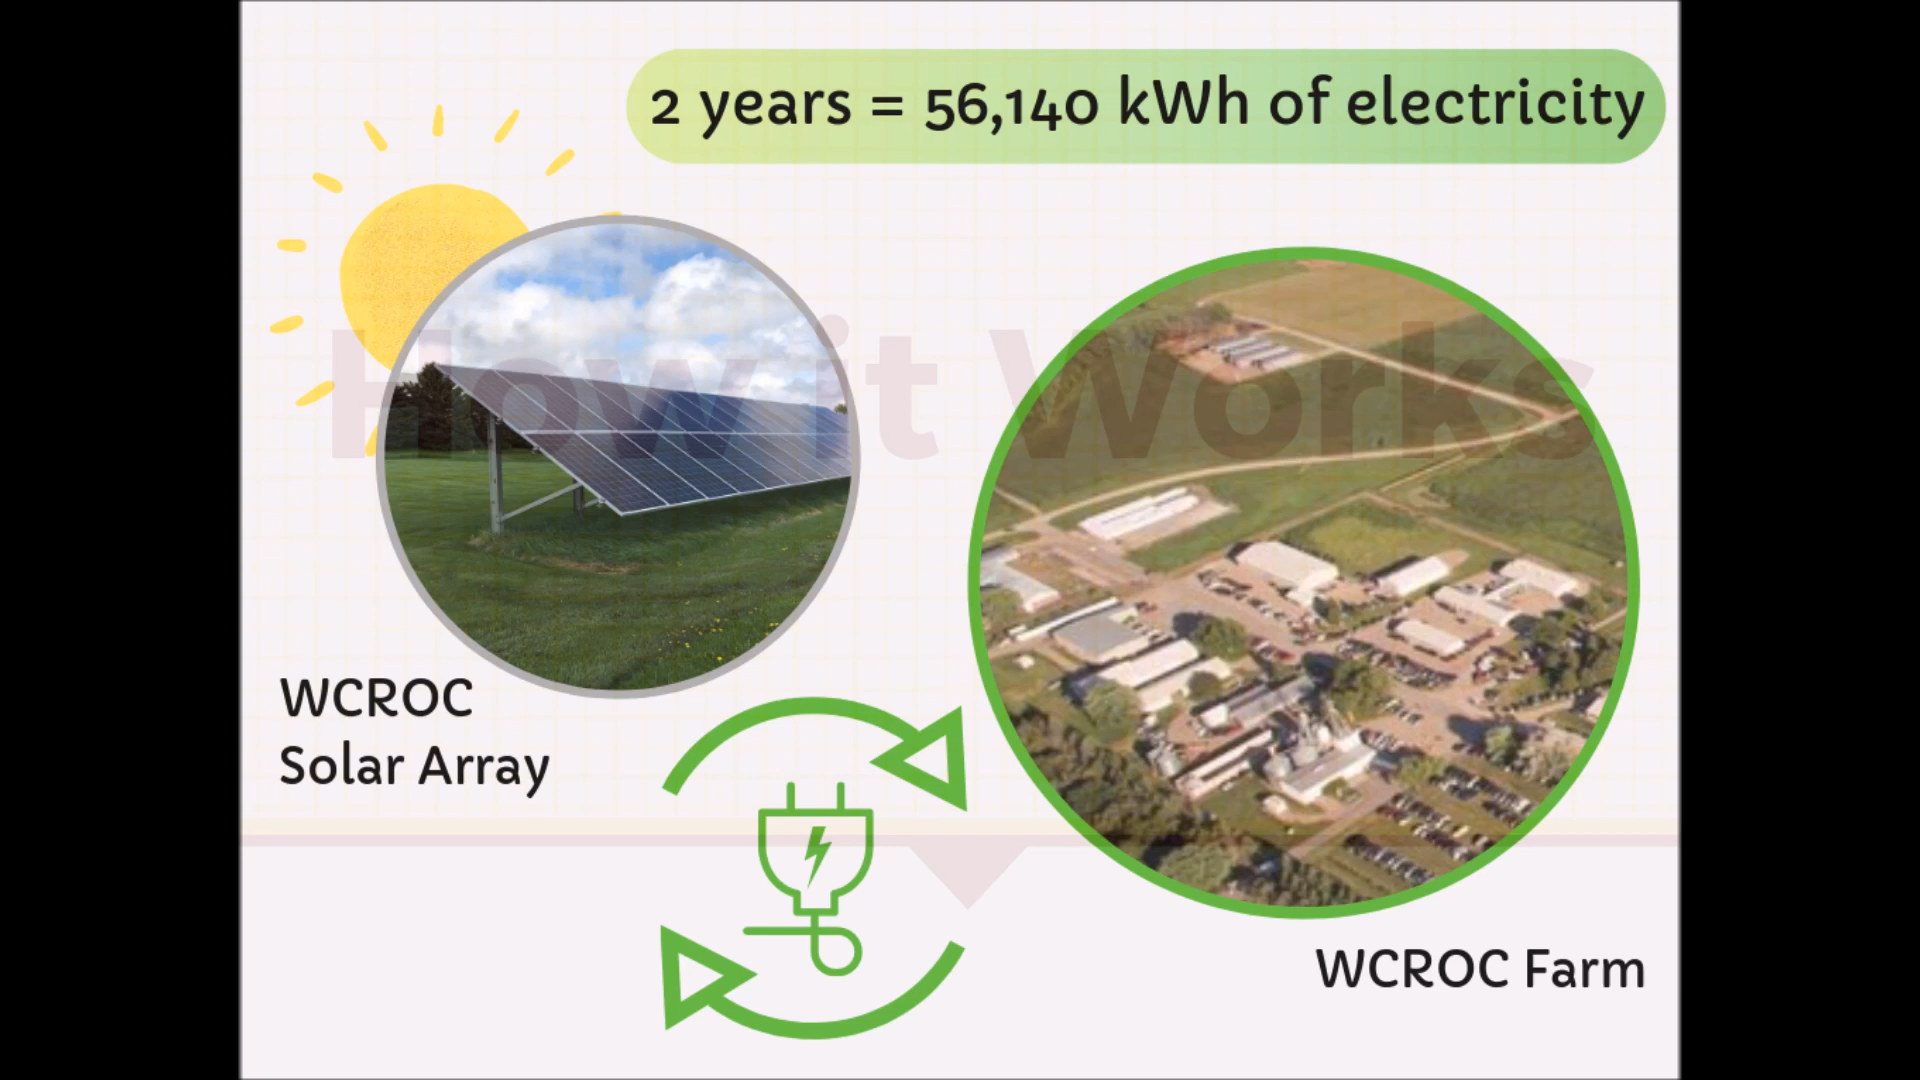 2 years = 56,140 kWh of electricity
How it Works
WCROC
Solar Array
WCROC Farm